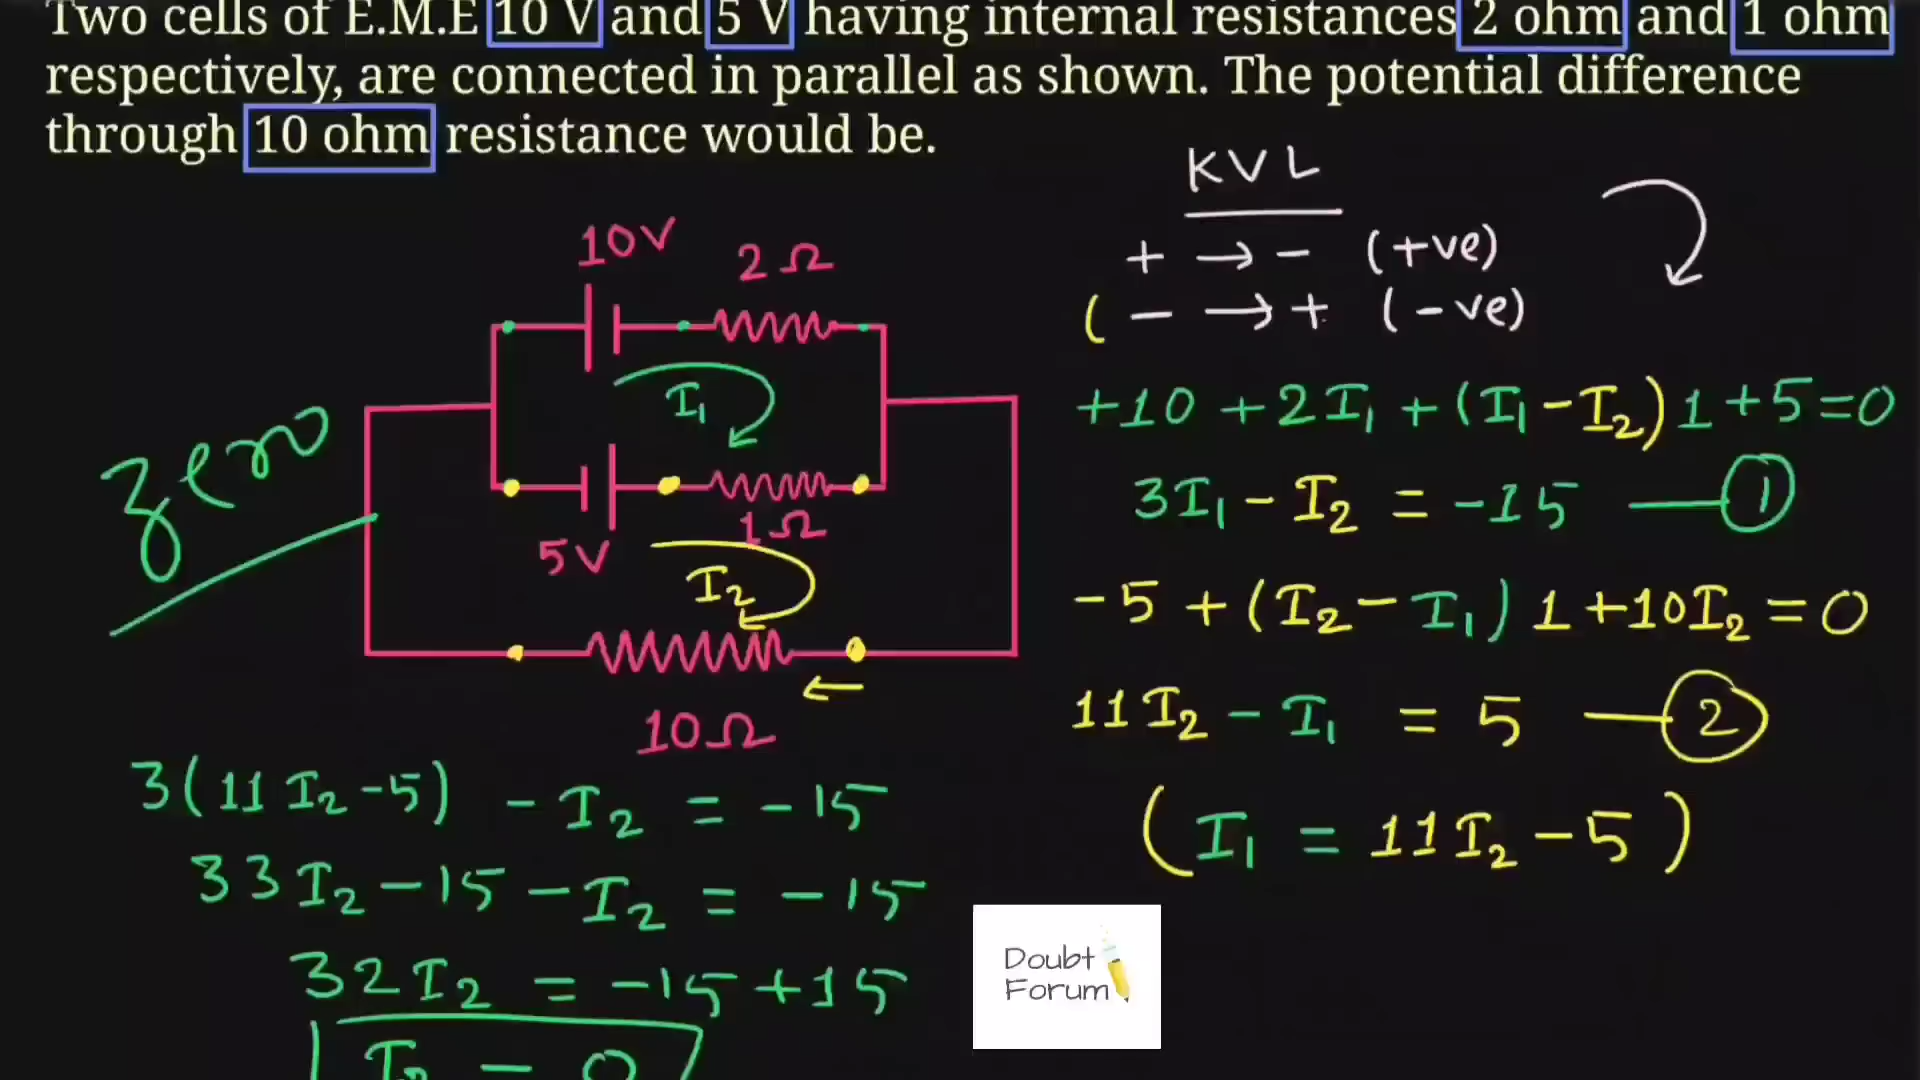 Two cells of E.M.E 10 V and 5 V having internal resistances 2 ohm and 1 ohm
respectively, are connected in parallel as shown. The potential difference
through 10 ohm resistance would be.
KVL
+ → − (+ve)
( − → + (-ve)
10V
2Ω
I₁
zero
5V
1Ω
I₂
10Ω
+10 + 2I₁ + (I₁ - I₂) 1 + 5 = 0
3I₁ - I₂ = -15 — 1
-5 + (I₂ - I₁) 1 + 10I₂ = 0
11I₂ - I₁ = 5 — 2
(I₁ = 11I₂ - 5)
3(11I₂-5) - I₂ = -15
33I₂ - 15 - I₂ = -15
32I₂ = -15+15
I₂ = 0
Doubt
Forum